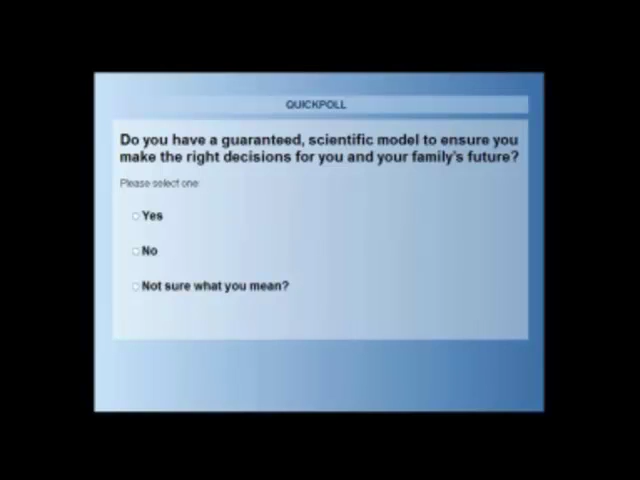 QUICKPOLL
Do you have a guaranteed, scientific model to ensure you
make the right decisions for you and your family's future?
Please select one
Yes
No
Not sure what you mean?